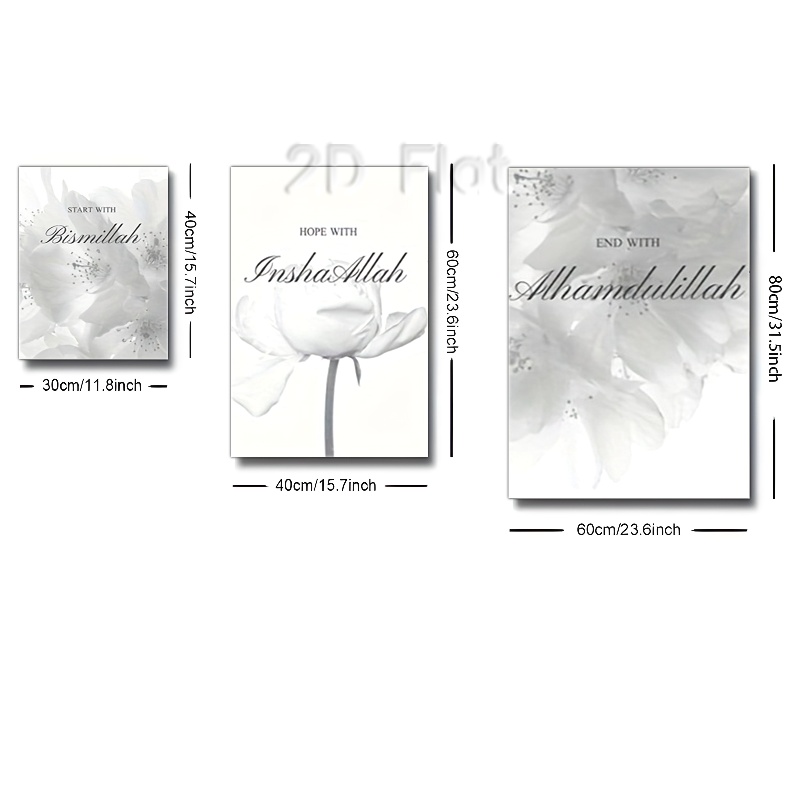 2D Flat
START WITH
Bismillah
40cm/15.7inch
30cm/11.8inch
HOPE WITH
InshaAllah
60cm/23.6inch
40cm/15.7inch
END WITH
Alhamdulillah
80cm/31.5inch
60cm/23.6inch